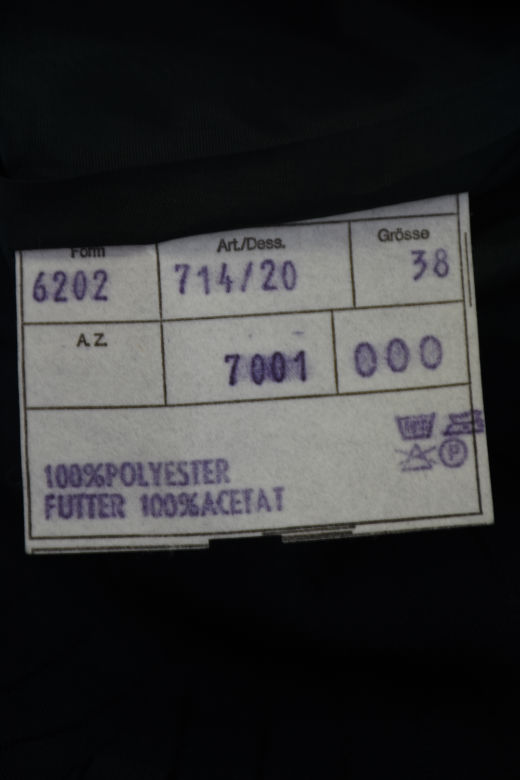 Form Art./Dess. Grösse
6202 714/20 38
A.Z. 7001 000
100%POLYESTER
FUTTER 100%ACETAT
P